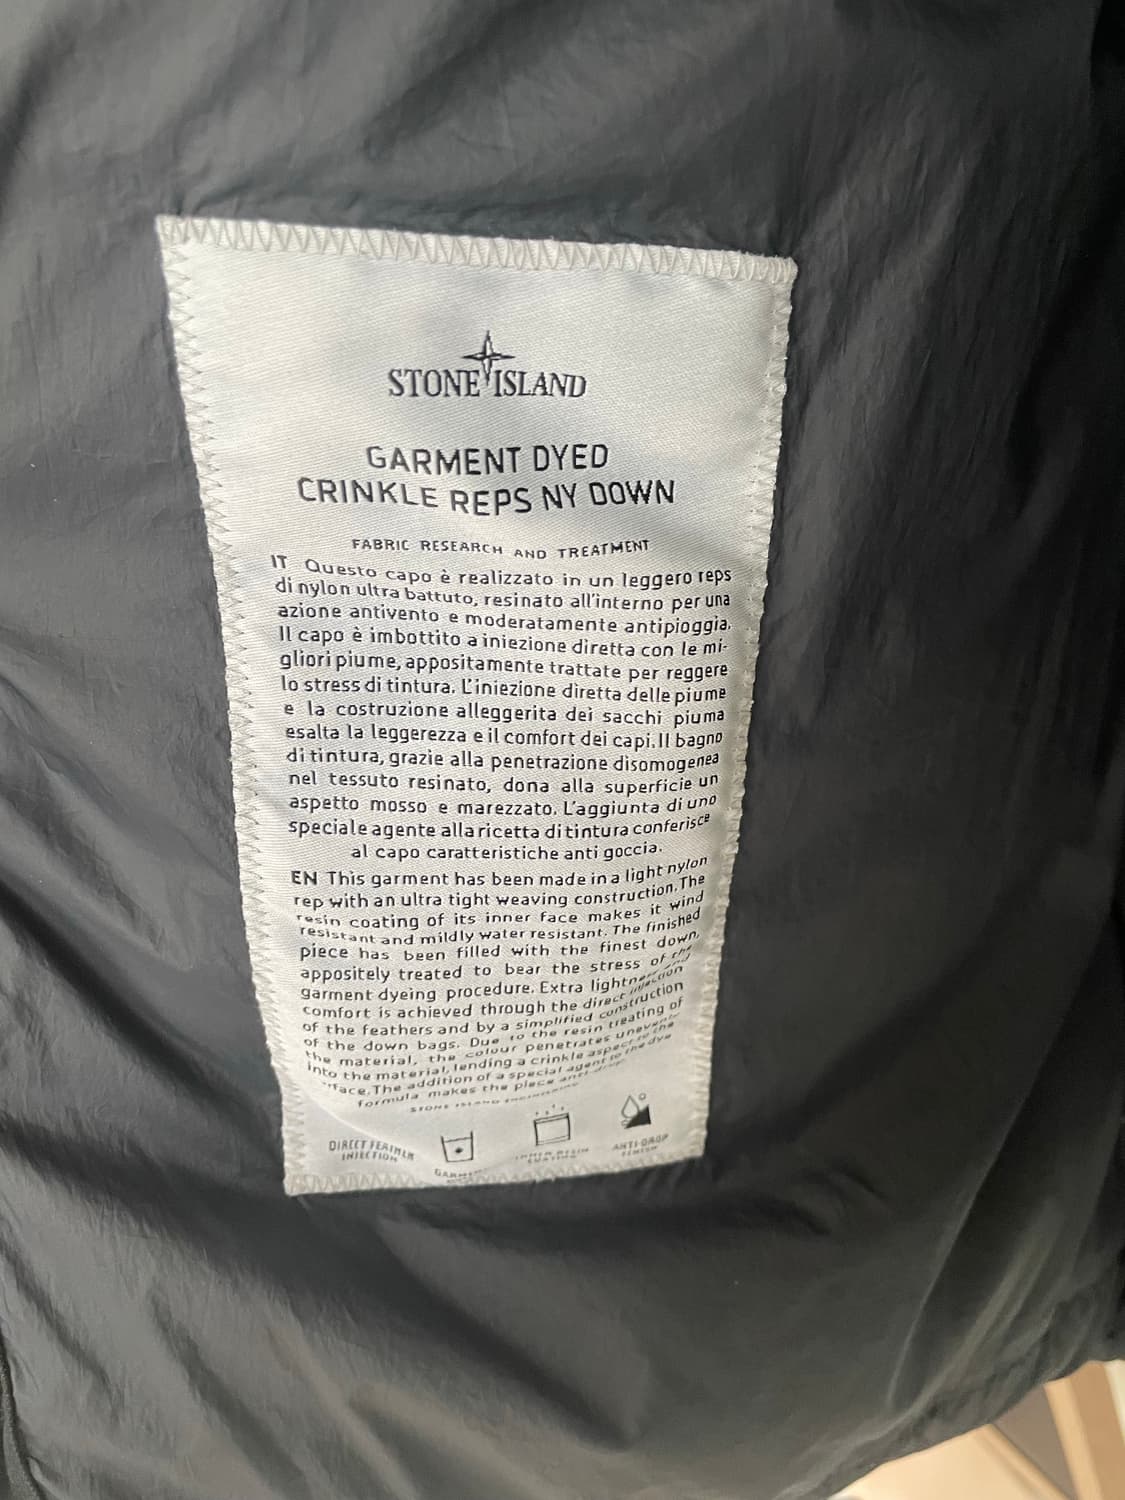 STONE ISLAND
GARMENT DYED
CRINKLE REPS NY DOWN
FABRIC RESEARCH AND TREATMENT
IT Questo capo è realizzato in un leggero reps
di nylon ultra battuto, resinato all'interno per una
azione antivento e moderatamente antipioggia.
Il capo è imbottito a iniezione diretta con le mi-
gliori piume, appositamente trattate per reggere
lo stress di tintura. L'iniezione diretta delle piume
e la costruzione alleggerita dei sacchi piuma
esalta la leggerezza e il comfort dei capi. Il bagno
di tintura, grazie alla penetrazione disomogenea
nel tessuto resinato, dona alla superficie un
aspetto mosso e marezzato. L'aggiunta di uno
speciale agente alla ricetta di tintura conferisce
al capo caratteristiche anti goccia.
EN This garment has been made in a light nylon
rep with an ultra tight weaving construction. The
resin coating of its inner face makes it wind
resistant and mildly water resistant. The finished
piece has been filled with the finest down,
appositely treated to bear the stress of the
garment dyeing procedure. Extra lightness and
comfort is achieved through the direct injection
of the feathers and by a simplified construction
of the down bags. Due to the resin treating of
the material, the colour penetrates unevenly
into the material, lending a crinkle aspect to the
The addition of a special agent to the dye
formula makes the piece anti-drop.
STONE ISLAND
DIRECT FEATHER
INJECTION
INNER RESIN
COATING
ANTI-DROP
FINISH